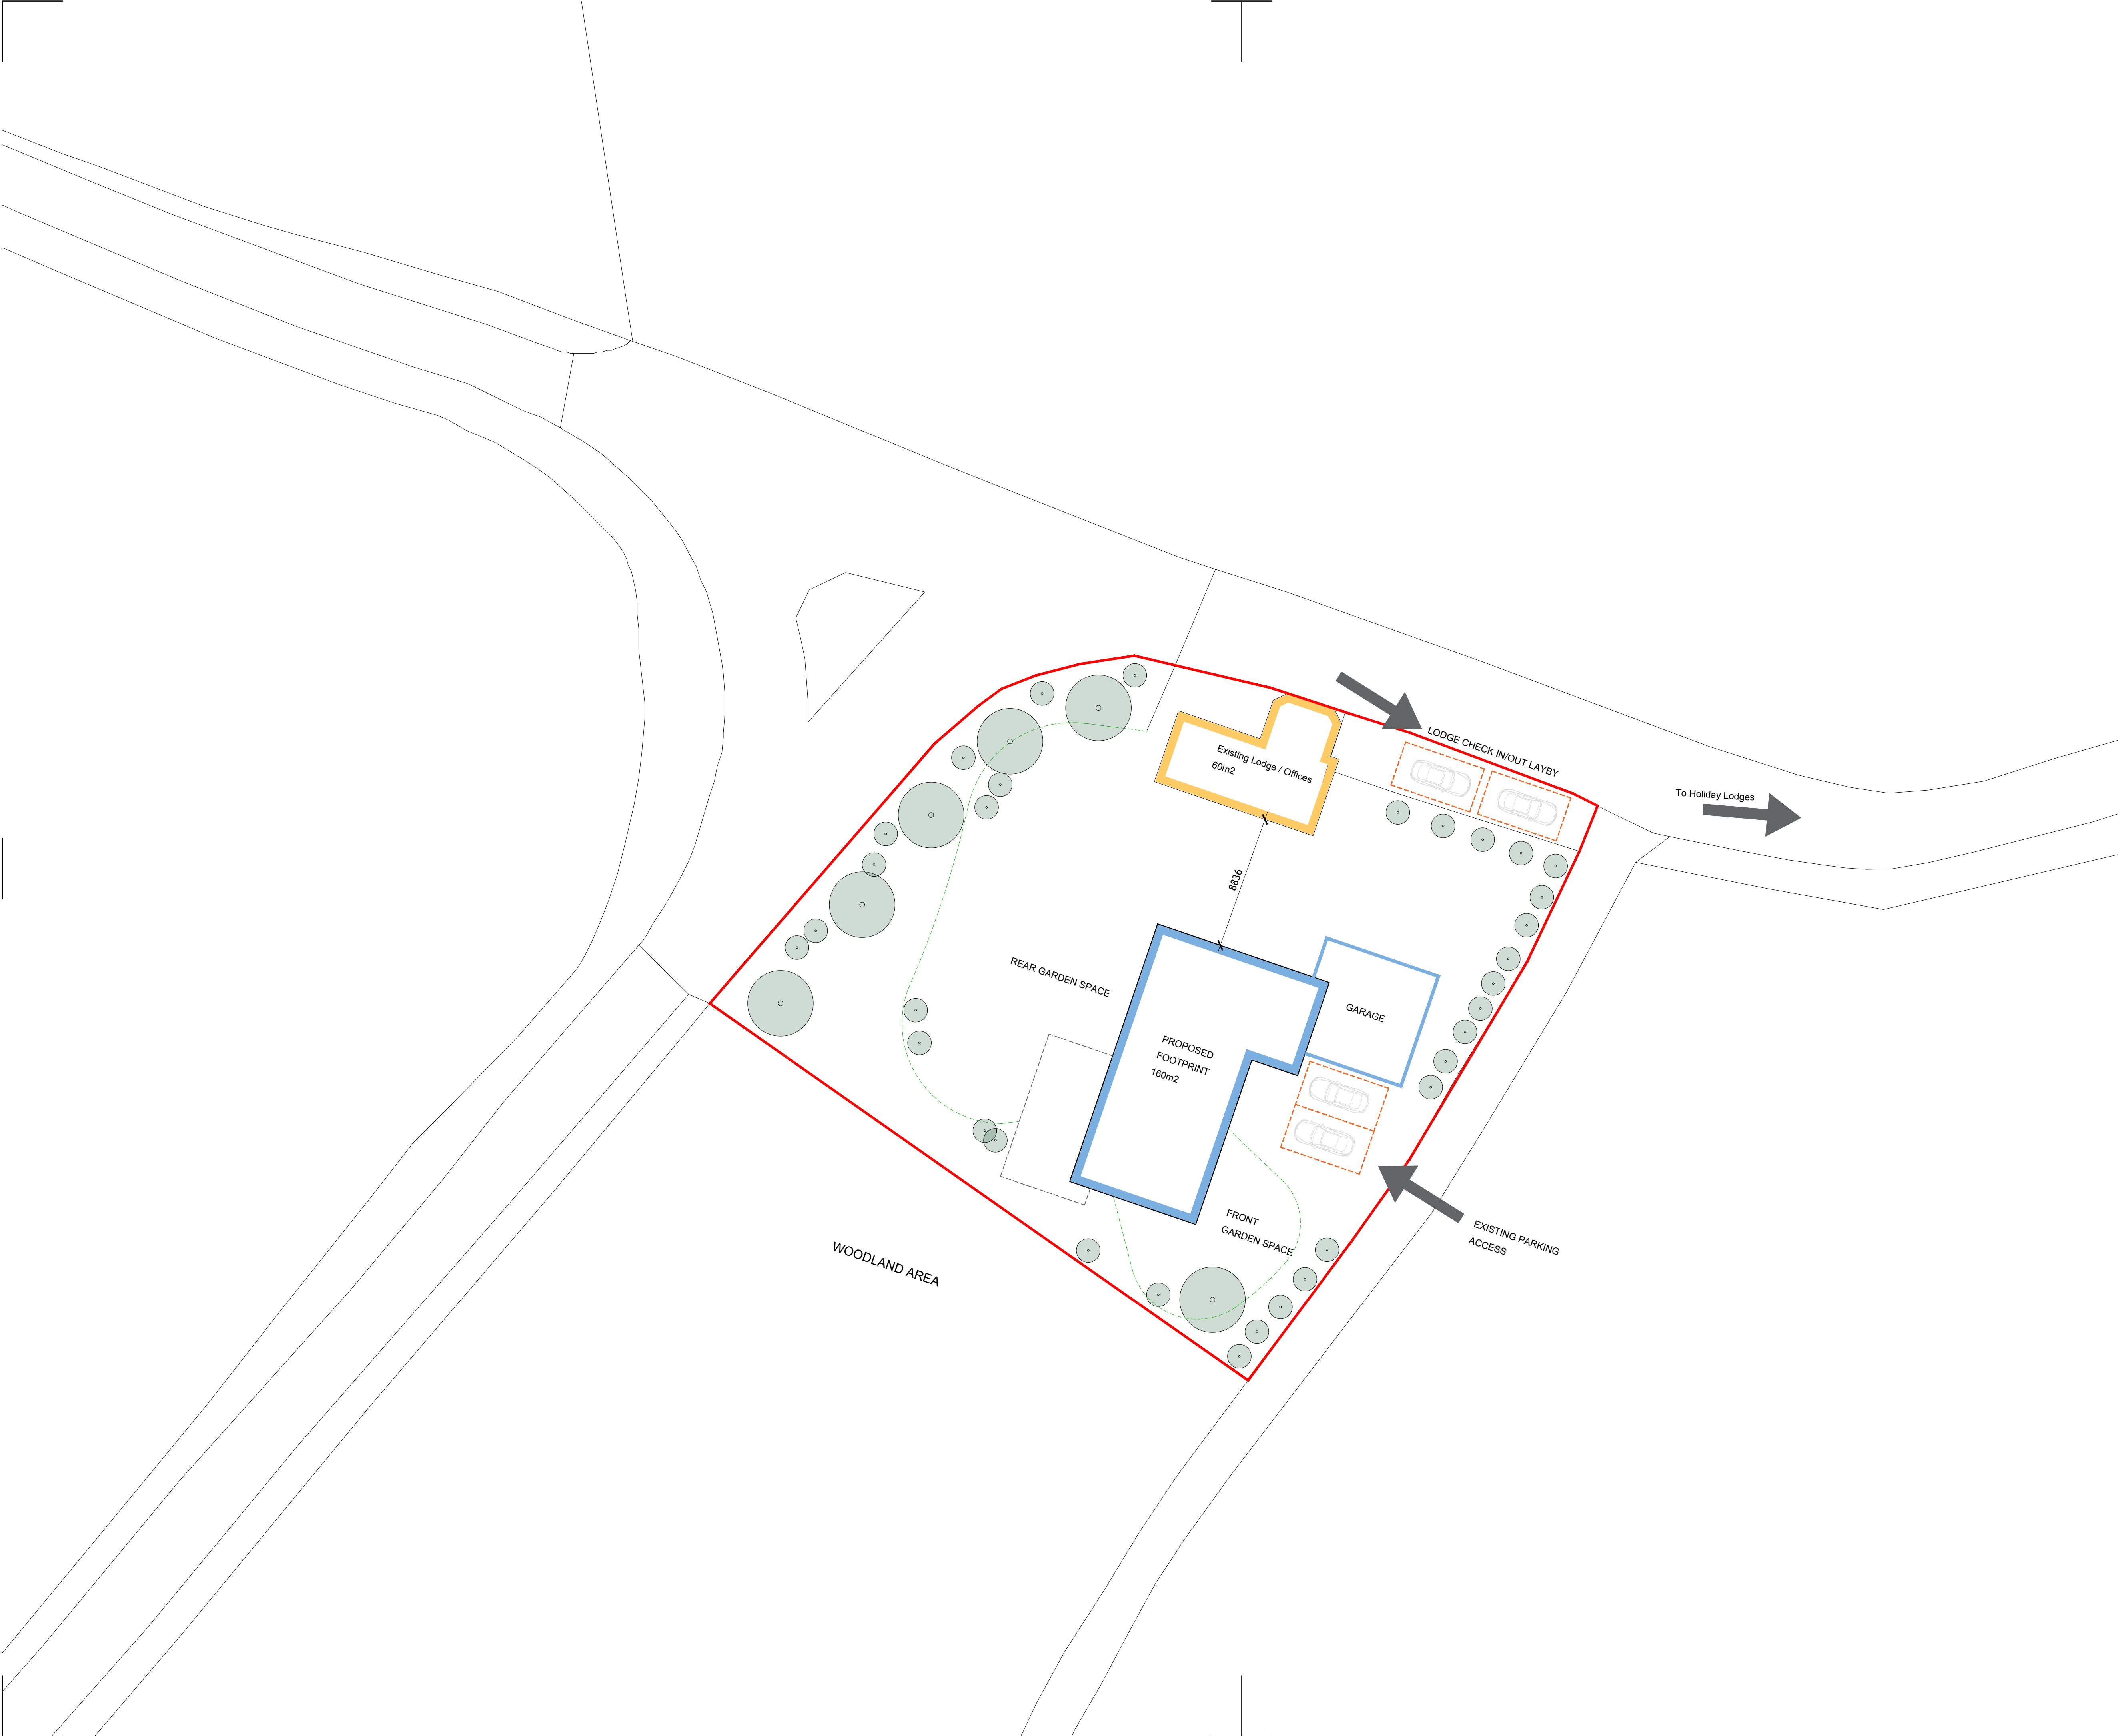 LODGE CHECK IN/OUT LAYBY
Existing Lodge / Offices
60m2
To Holiday Lodges
8836
REAR GARDEN SPACE
GARAGE
PROPOSED
FOOTPRINT
160m2
FRONT
GARDEN SPACE
EXISTING PARKING
ACCESS
WOODLAND AREA